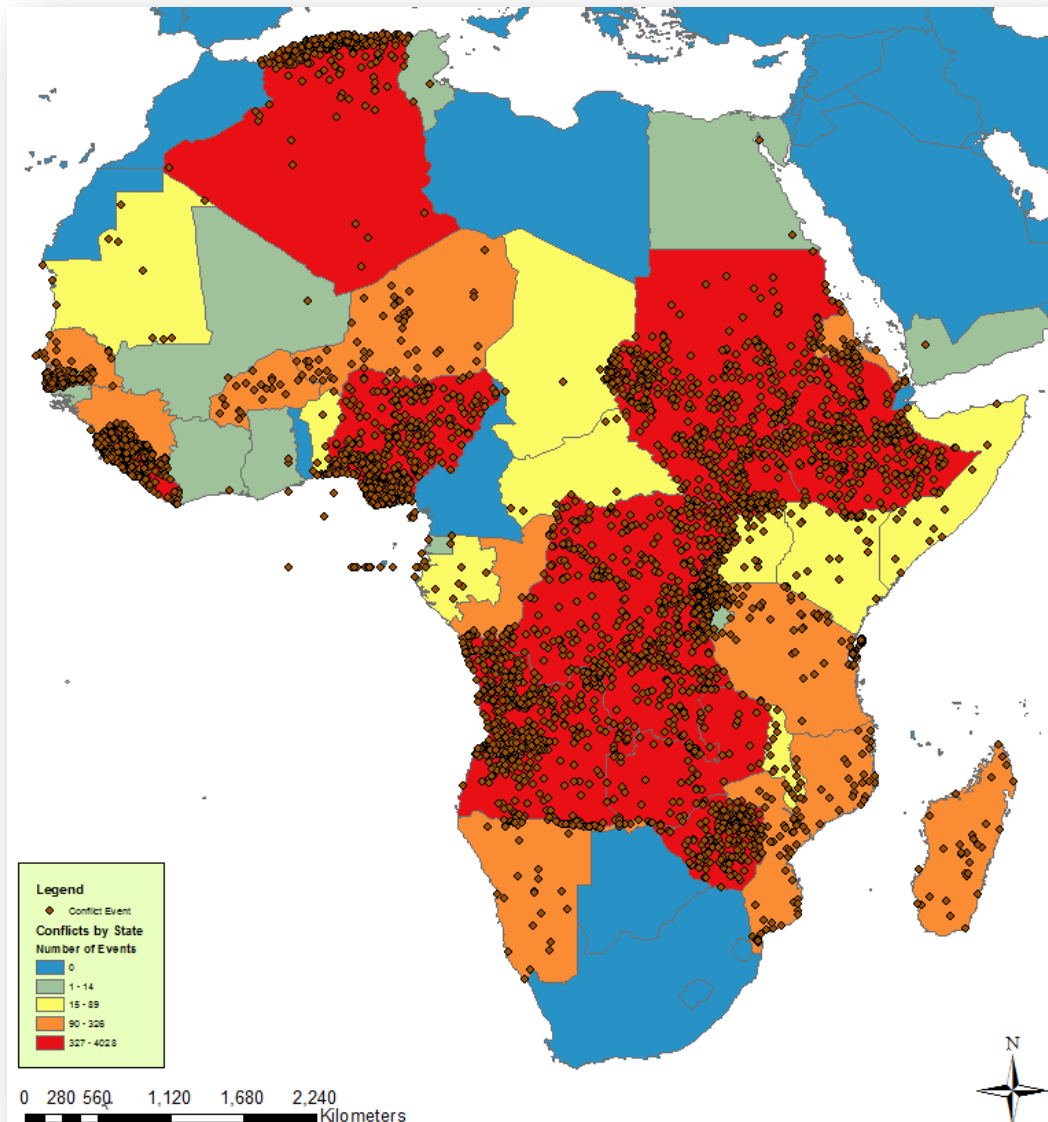 Legend
Conflict Event
Conflicts by State
Number of Events
0
1 - 14
15 - 89
90 - 326
327 - 4028
N
0 280 560 1,120 1,680 2,240
Kilometers